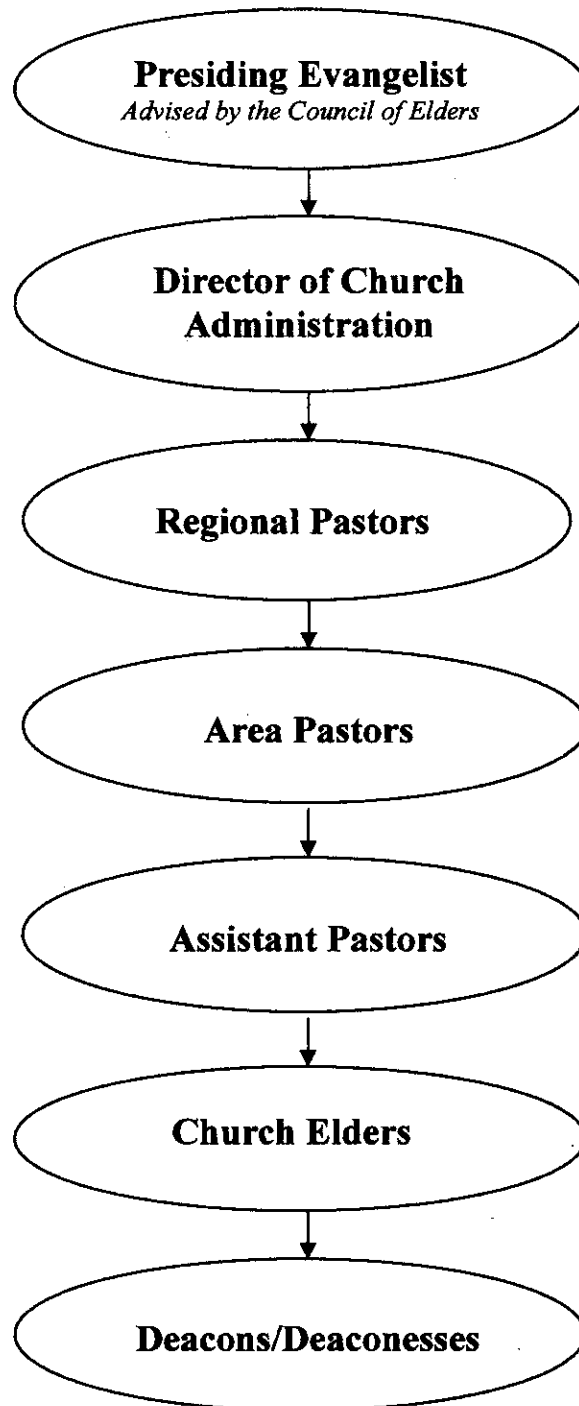 Presiding Evangelist
Advised by the Council of Elders
Director of Church
Administration
Regional Pastors
Area Pastors
Assistant Pastors
Church Elders
Deacons/Deaconesses